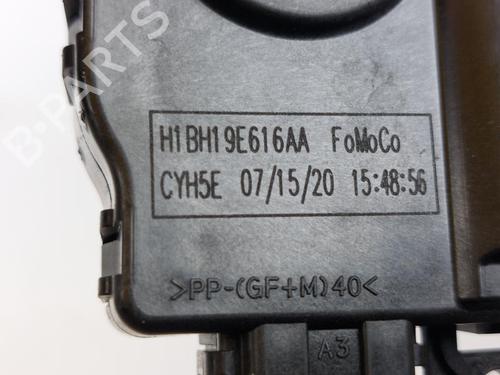 B-PARTS
H1BH19E616AA FoMoCo
CYH5E 07/15/20 15:48:56
>PP-(GF+M)40<
A3